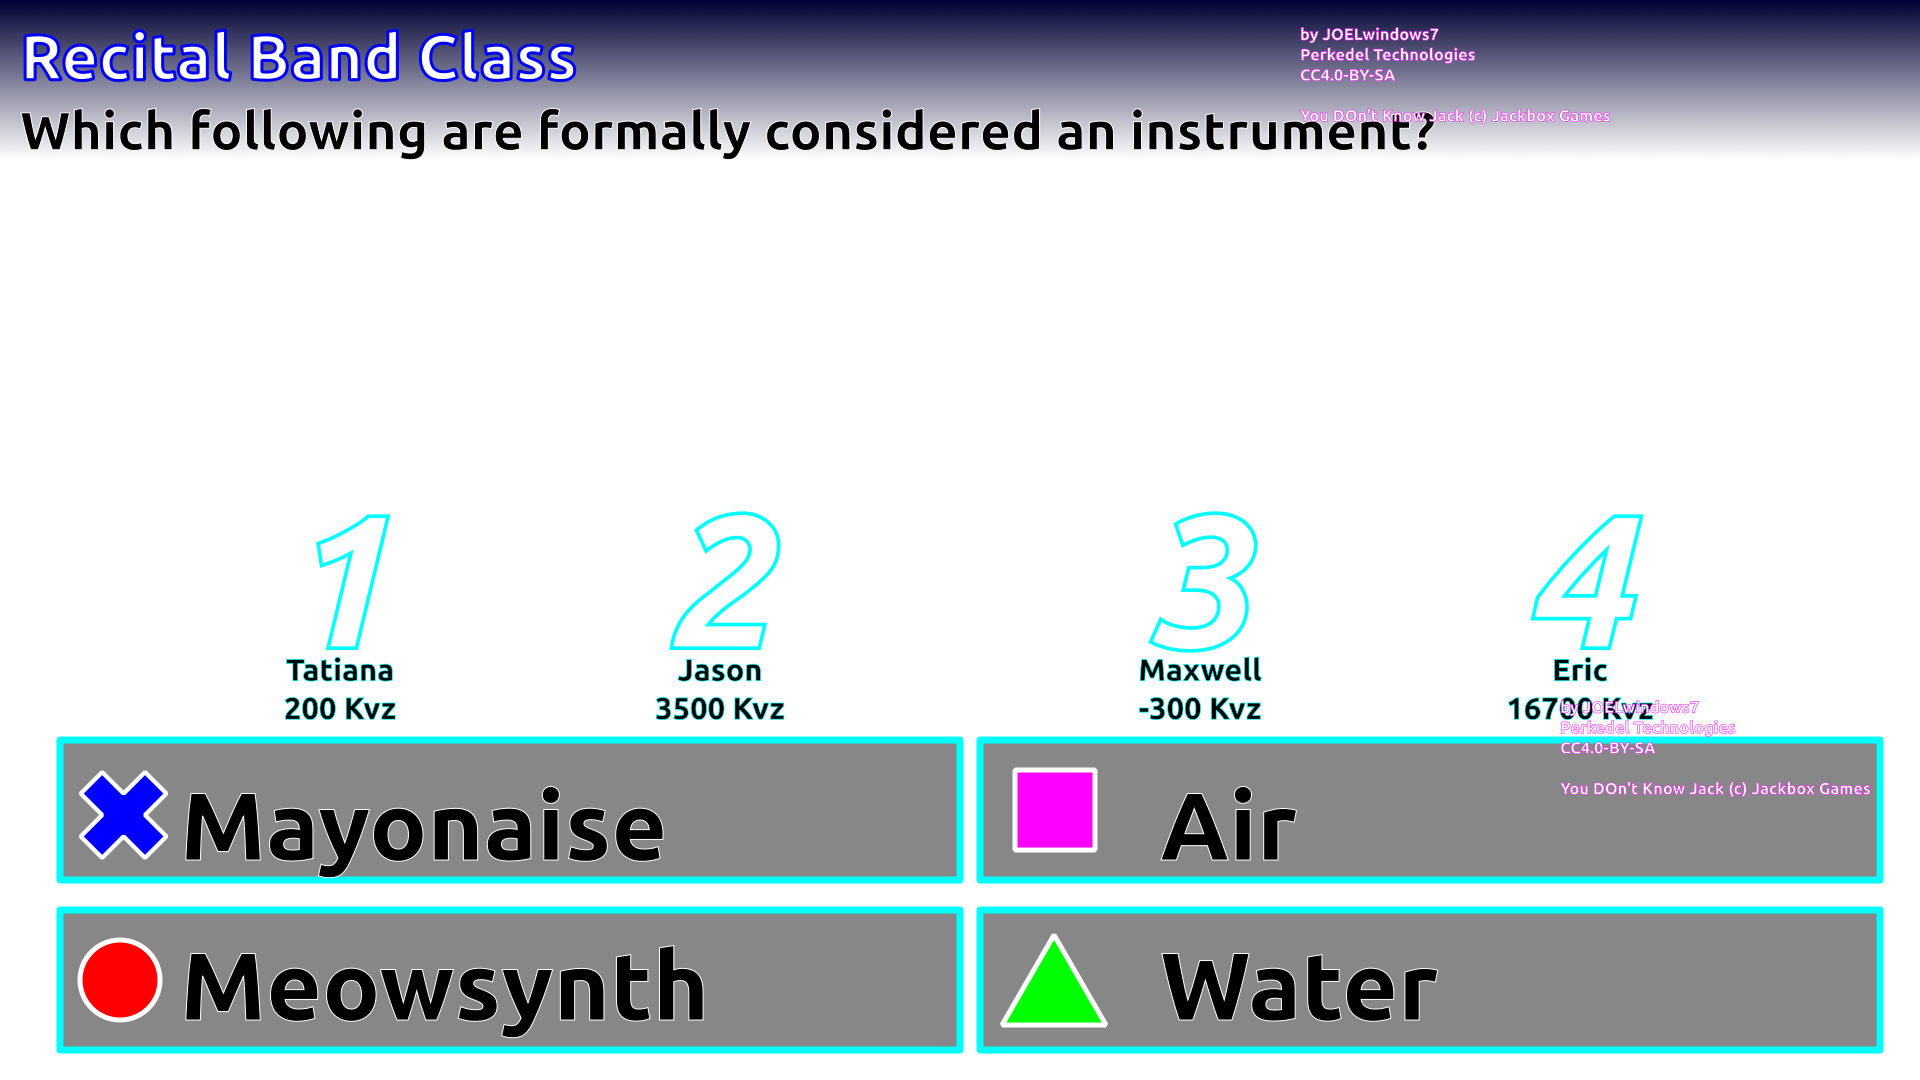 Recital Band Class
by JOELwindows7
Perkedel Technologies
CC4.0-BY-SA
You DOn't Know Jack (c) Jackbox Games
Which following are formally considered an instrument?
1
2
3
4
Tatiana
Jason
Maxwell
Eric
200 Kvz
3500 Kvz
-300 Kvz
16700 Kvz
by JOELwindows7
Perkedel Technologies
CC4.0-BY-SA
You DOn't Know Jack (c) Jackbox Games
Mayonaise
Air
Meowsynth
Water